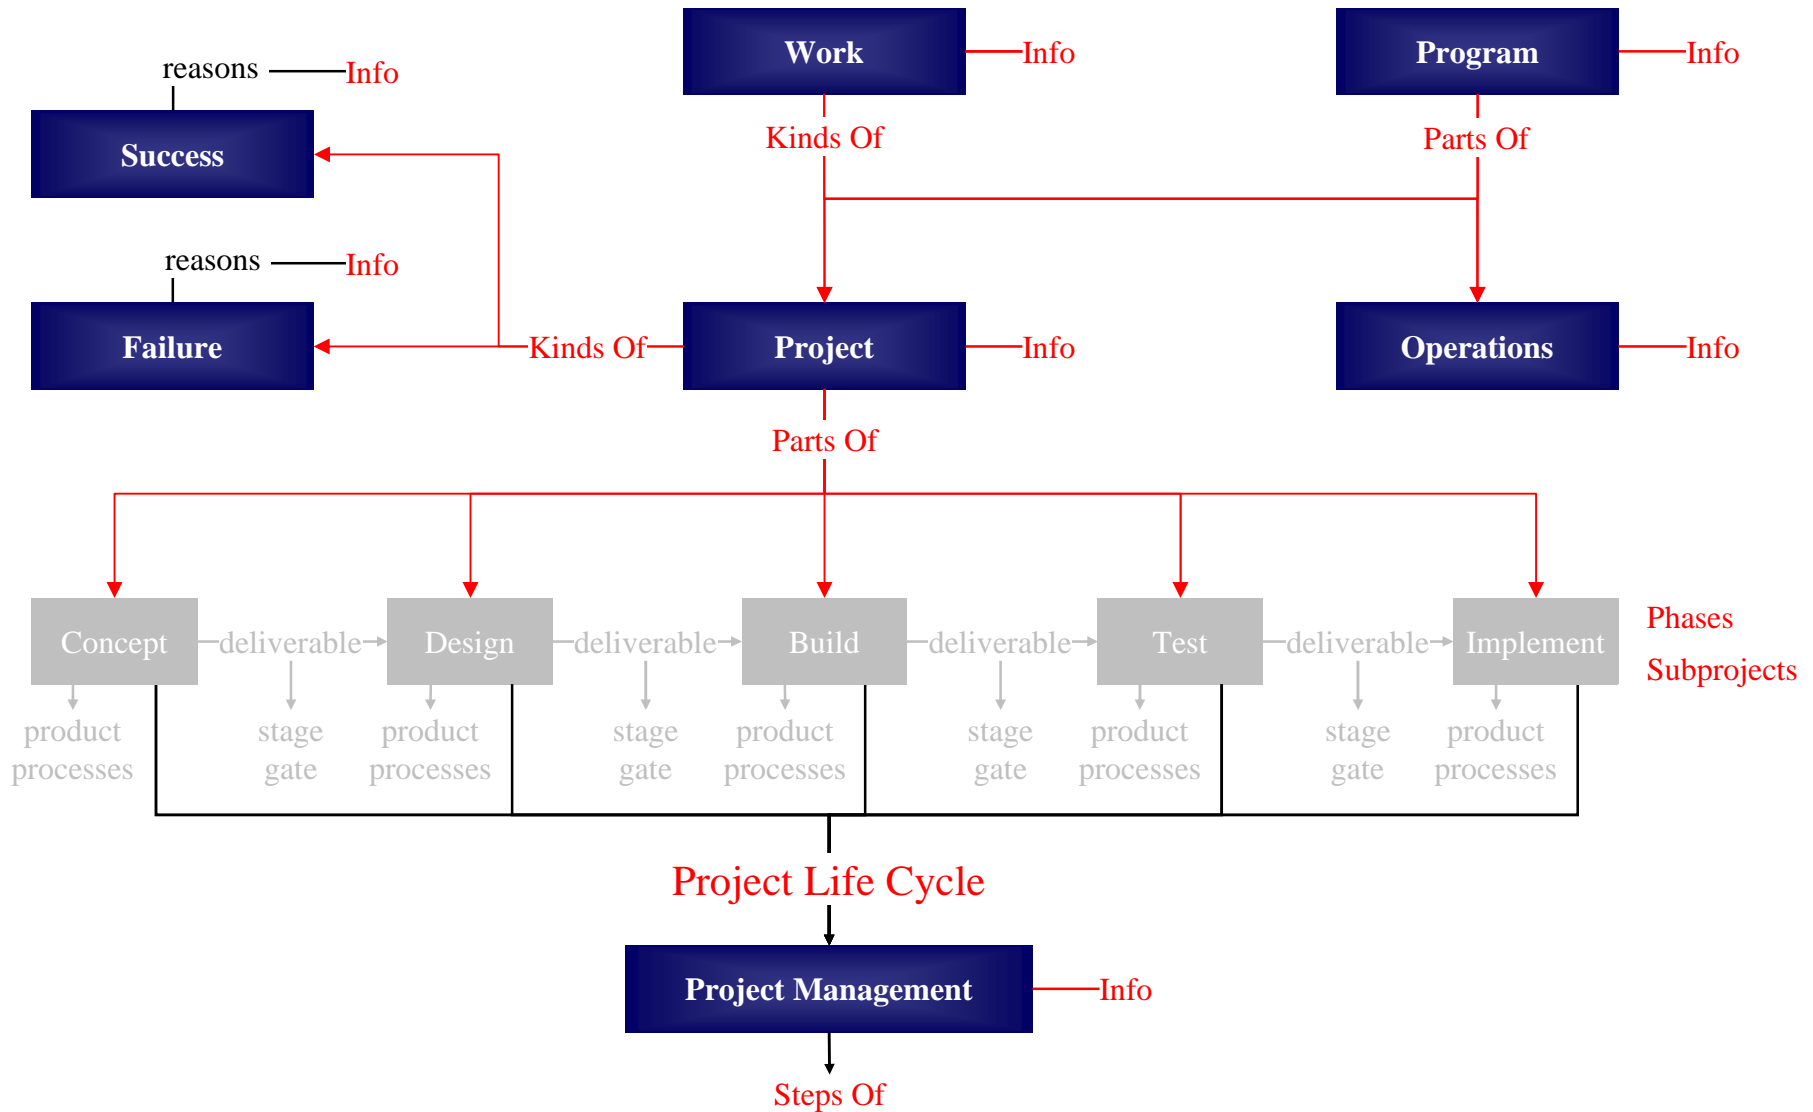 Work
Info
Program
Info
reasons
Info
Kinds Of
Parts Of
Success
reasons
Info
Failure
Kinds Of
Project
Info
Operations
Info
Parts Of
Concept
deliverable
Design
deliverable
Build
deliverable
Test
deliverable
Implement
Phases
Subprojects
product
processes
stage
gate
product
processes
stage
gate
product
processes
stage
gate
product
processes
stage
gate
product
processes
Project Life Cycle
Project Management
Info
Steps Of